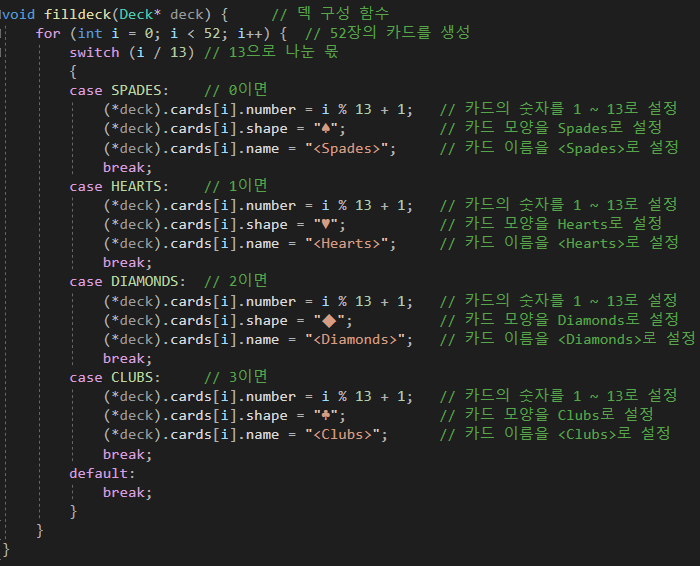 void filldeck(Deck* deck) {     // 덱 구성 함수
    for (int i = 0; i < 52; i++) {  // 52장의 카드를 생성
        switch (i / 13) // 13으로 나눈 몫
        {
        case SPADES:    // 0이면
            (*deck).cards[i].number = i % 13 + 1;   // 카드의 숫자를 1 ~ 13로 설정
            (*deck).cards[i].shape = "♠";           // 카드 모양을 Spades로 설정
            (*deck).cards[i].name = "<Spades>";     // 카드 이름을 <Spades>로 설정
            break;
        case HEARTS:    // 1이면
            (*deck).cards[i].number = i % 13 + 1;   // 카드의 숫자를 1 ~ 13로 설정
            (*deck).cards[i].shape = "♥";           // 카드 모양을 Hearts로 설정
            (*deck).cards[i].name = "<Hearts>";     // 카드 이름을 <Hearts>로 설정
            break;
        case DIAMONDS:  // 2이면
            (*deck).cards[i].number = i % 13 + 1;   // 카드의 숫자를 1 ~ 13로 설정
            (*deck).cards[i].shape = "◆";          // 카드 모양을 Diamonds로 설정
            (*deck).cards[i].name = "<Diamonds>";   // 카드 이름을 <Diamonds>로 설정
            break;
        case CLUBS:     // 3이면
            (*deck).cards[i].number = i % 13 + 1;   // 카드의 숫자를 1 ~ 13로 설정
            (*deck).cards[i].shape = "♣";           // 카드 모양을 Clubs로 설정
            (*deck).cards[i].name = "<Clubs>";      // 카드 이름을 <Clubs>로 설정
            break;
        default:
            break;
        }
    }
}